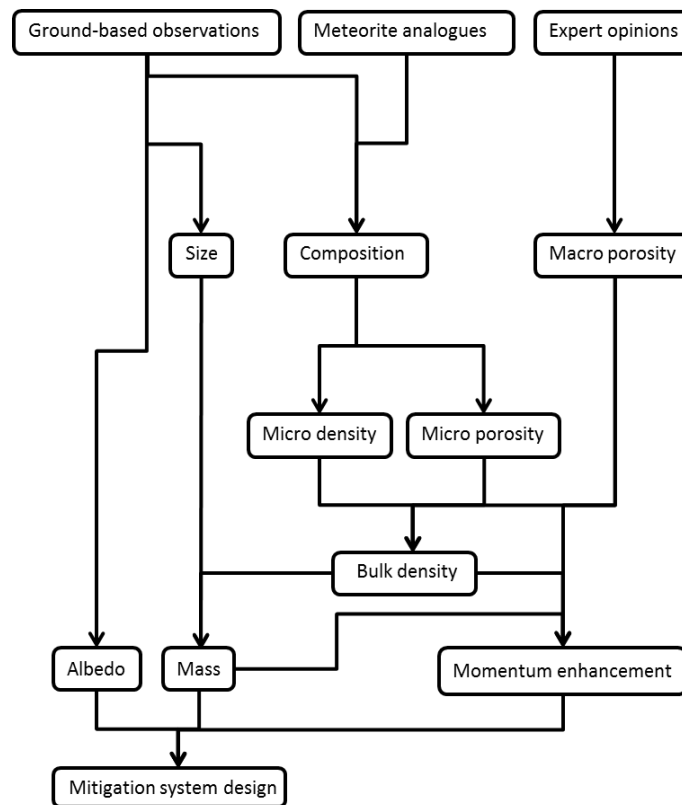 Ground-based observations
Meteorite analogues
Expert opinions
Size
Composition
Macro porosity
Micro density
Micro porosity
Bulk density
Albedo
Mass
Momentum enhancement
Mitigation system design